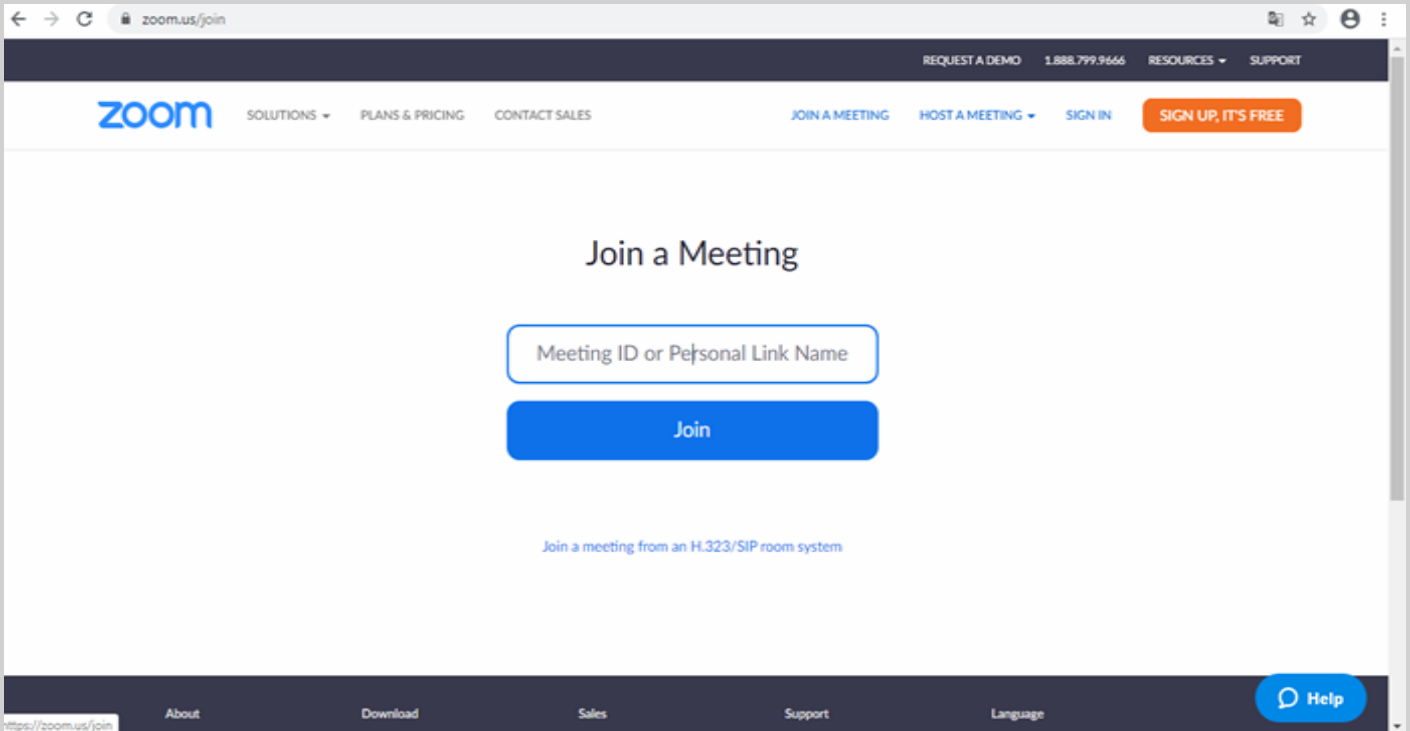 zoom.us/join
REQUEST A DEMO 1.888.799.9666 RESOURCES SUPPORT
zoom SOLUTIONS PLANS & PRICING CONTACT SALES JOIN A MEETING HOST A MEETING SIGN IN SIGN UP, IT'S FREE
Join a Meeting
Meeting ID or Personal Link Name
Join
Join a meeting from an H.323/SIP room system
Help
About Download Sales Support Language
https://zoom.us/join